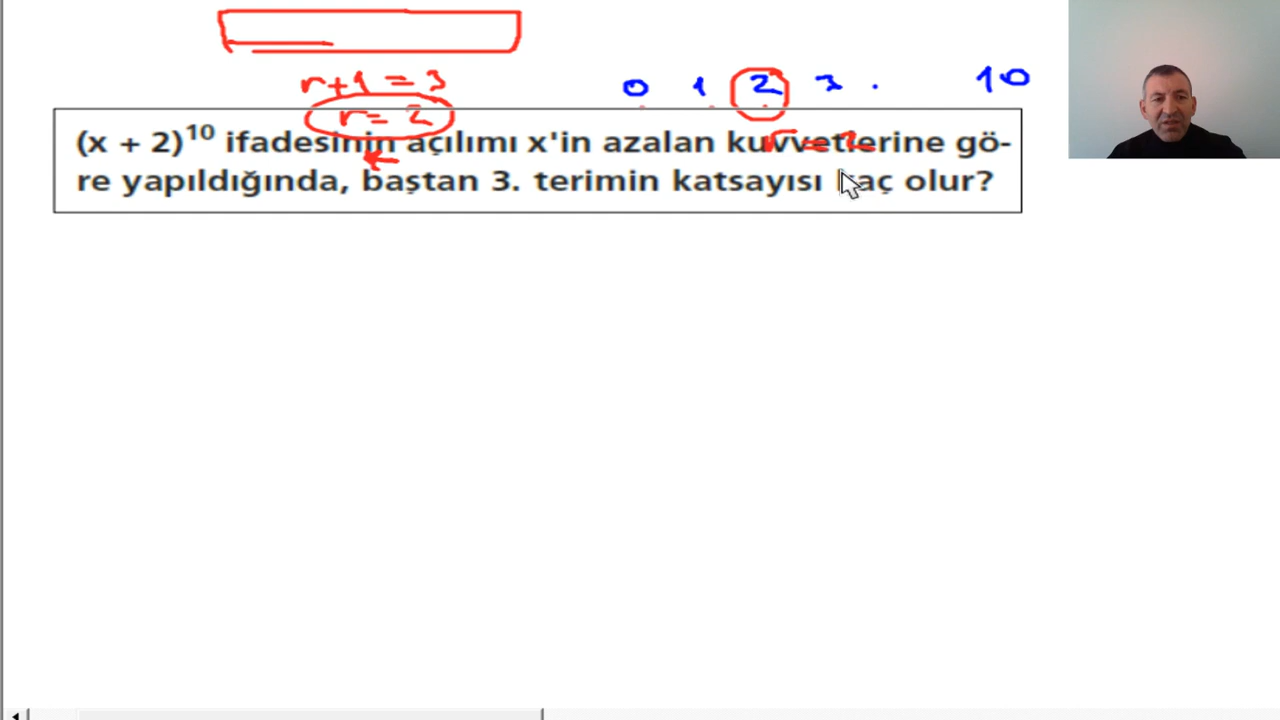 r+1 = 3
0 1 2 3 . 10
r = 2
(x + 2)¹⁰ ifadesinin açılımı x'in azalan kuvvetlerine gö-
r = 2
re yapıldığında, baştan 3. terimin katsayısı kaç olur?